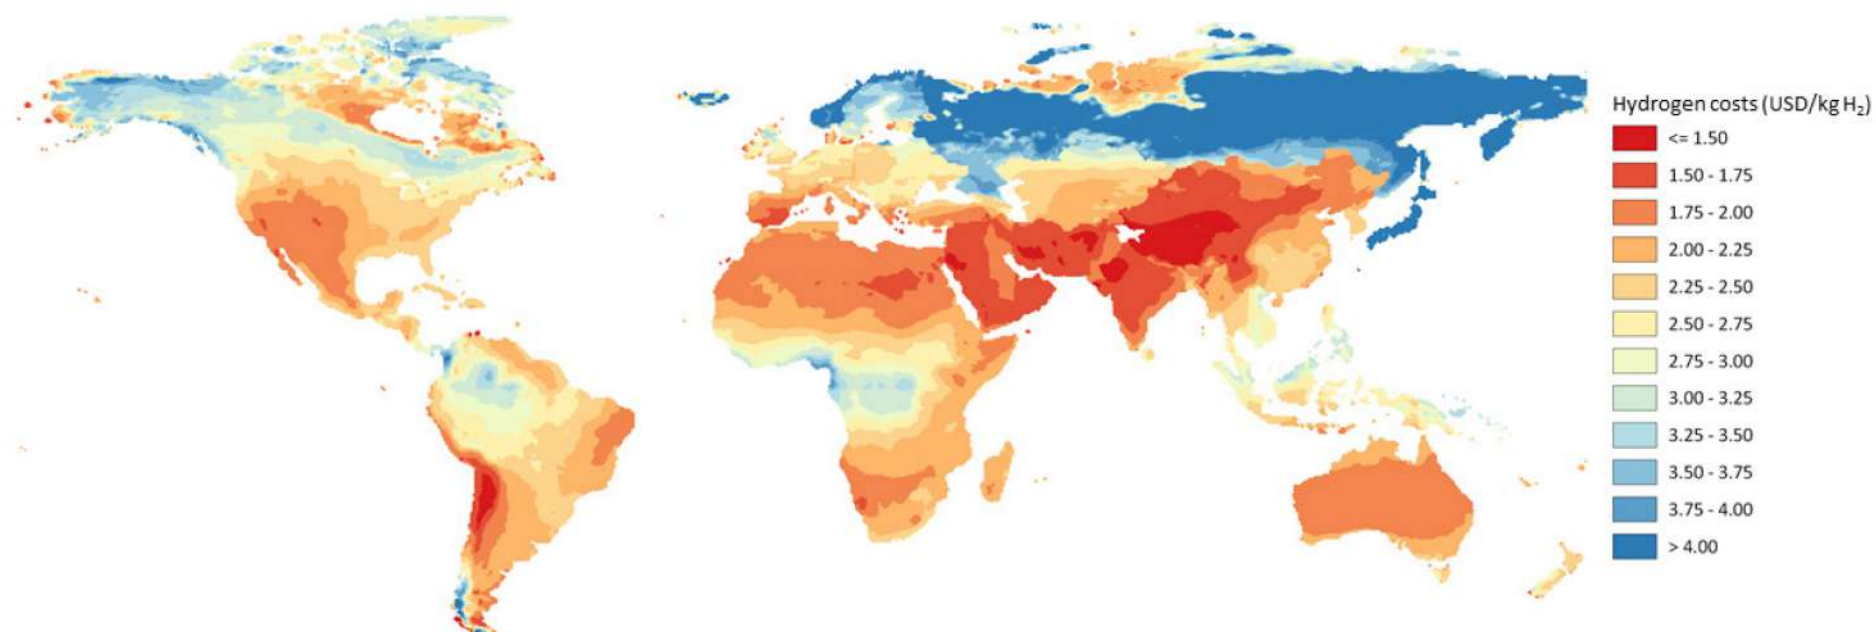 Hydrogen costs (USD/kg H₂)
<= 1.50
1.50 - 1.75
1.75 - 2.00
2.00 - 2.25
2.25 - 2.50
2.50 - 2.75
2.75 - 3.00
3.00 - 3.25
3.25 - 3.50
3.50 - 3.75
3.75 - 4.00
> 4.00